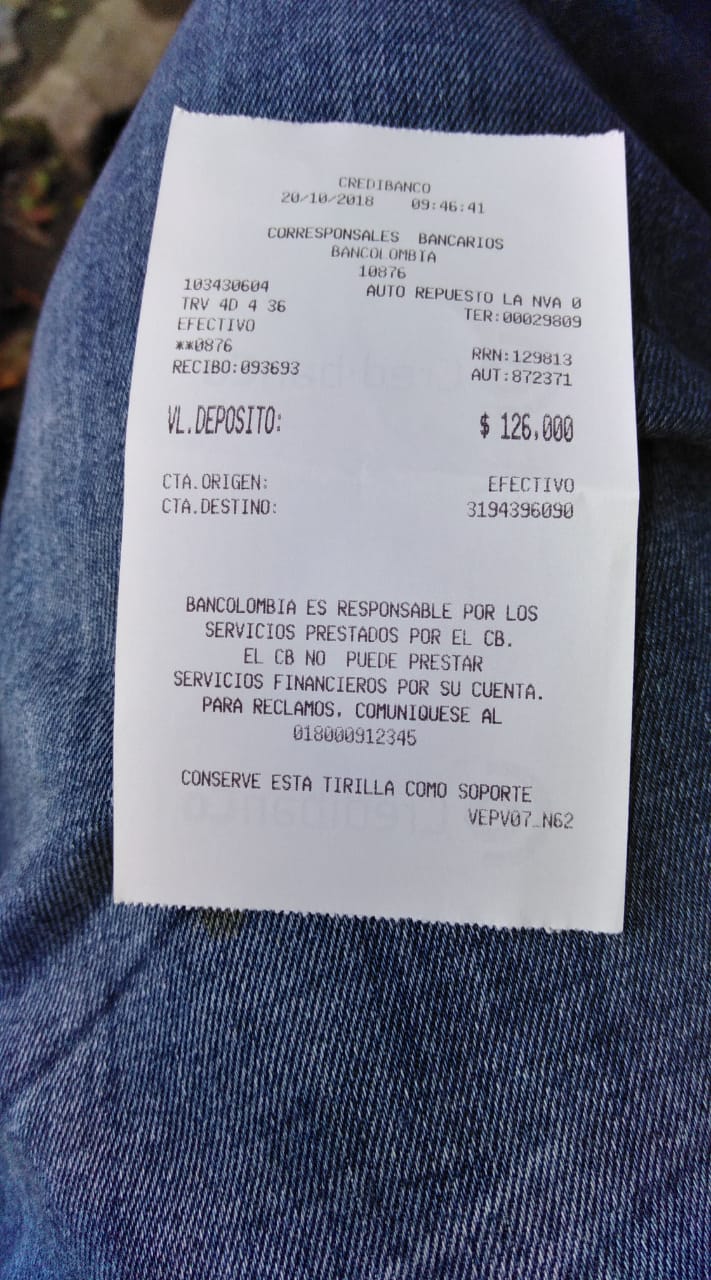 CREDIBANCO
20/10/2018 09:46:41
CORRESPONSALES BANCARIOS
BANCOLOMBIA
10876
103430604 AUTO REPUESTO LA NVA 0
TRV 4D 4 36 TER:00029809
EFECTIVO
**0876 RRN:129813
RECIBO:093693 AUT:872371
VL.DEPOSITO: $ 126,000
CTA.ORIGEN: EFECTIVO
CTA.DESTINO: 3194396090
BANCOLOMBIA ES RESPONSABLE POR LOS
SERVICIOS PRESTADOS POR EL CB.
EL CB NO PUEDE PRESTAR
SERVICIOS FINANCIEROS POR SU CUENTA.
PARA RECLAMOS, COMUNIQUESE AL
018000912345
CONSERVE ESTA TIRILLA COMO SOPORTE
VEPV07_N62